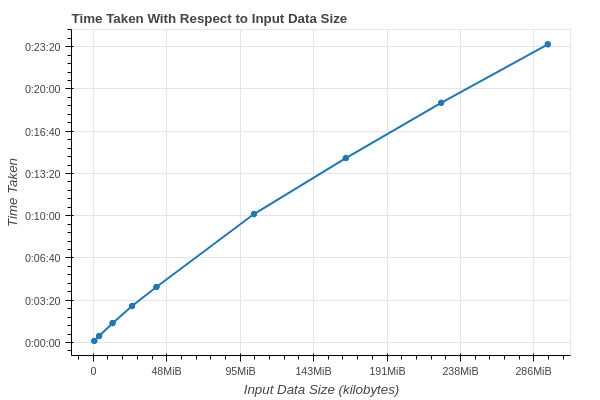 Time Taken With Respect to Input Data Size
0:23:20
0:20:00
0:16:40
0:13:20
0:10:00
0:06:40
0:03:20
0:00:00
Time Taken
0 48MiB 95MiB 143MiB 191MiB 238MiB 286MiB
Input Data Size (kilobytes)